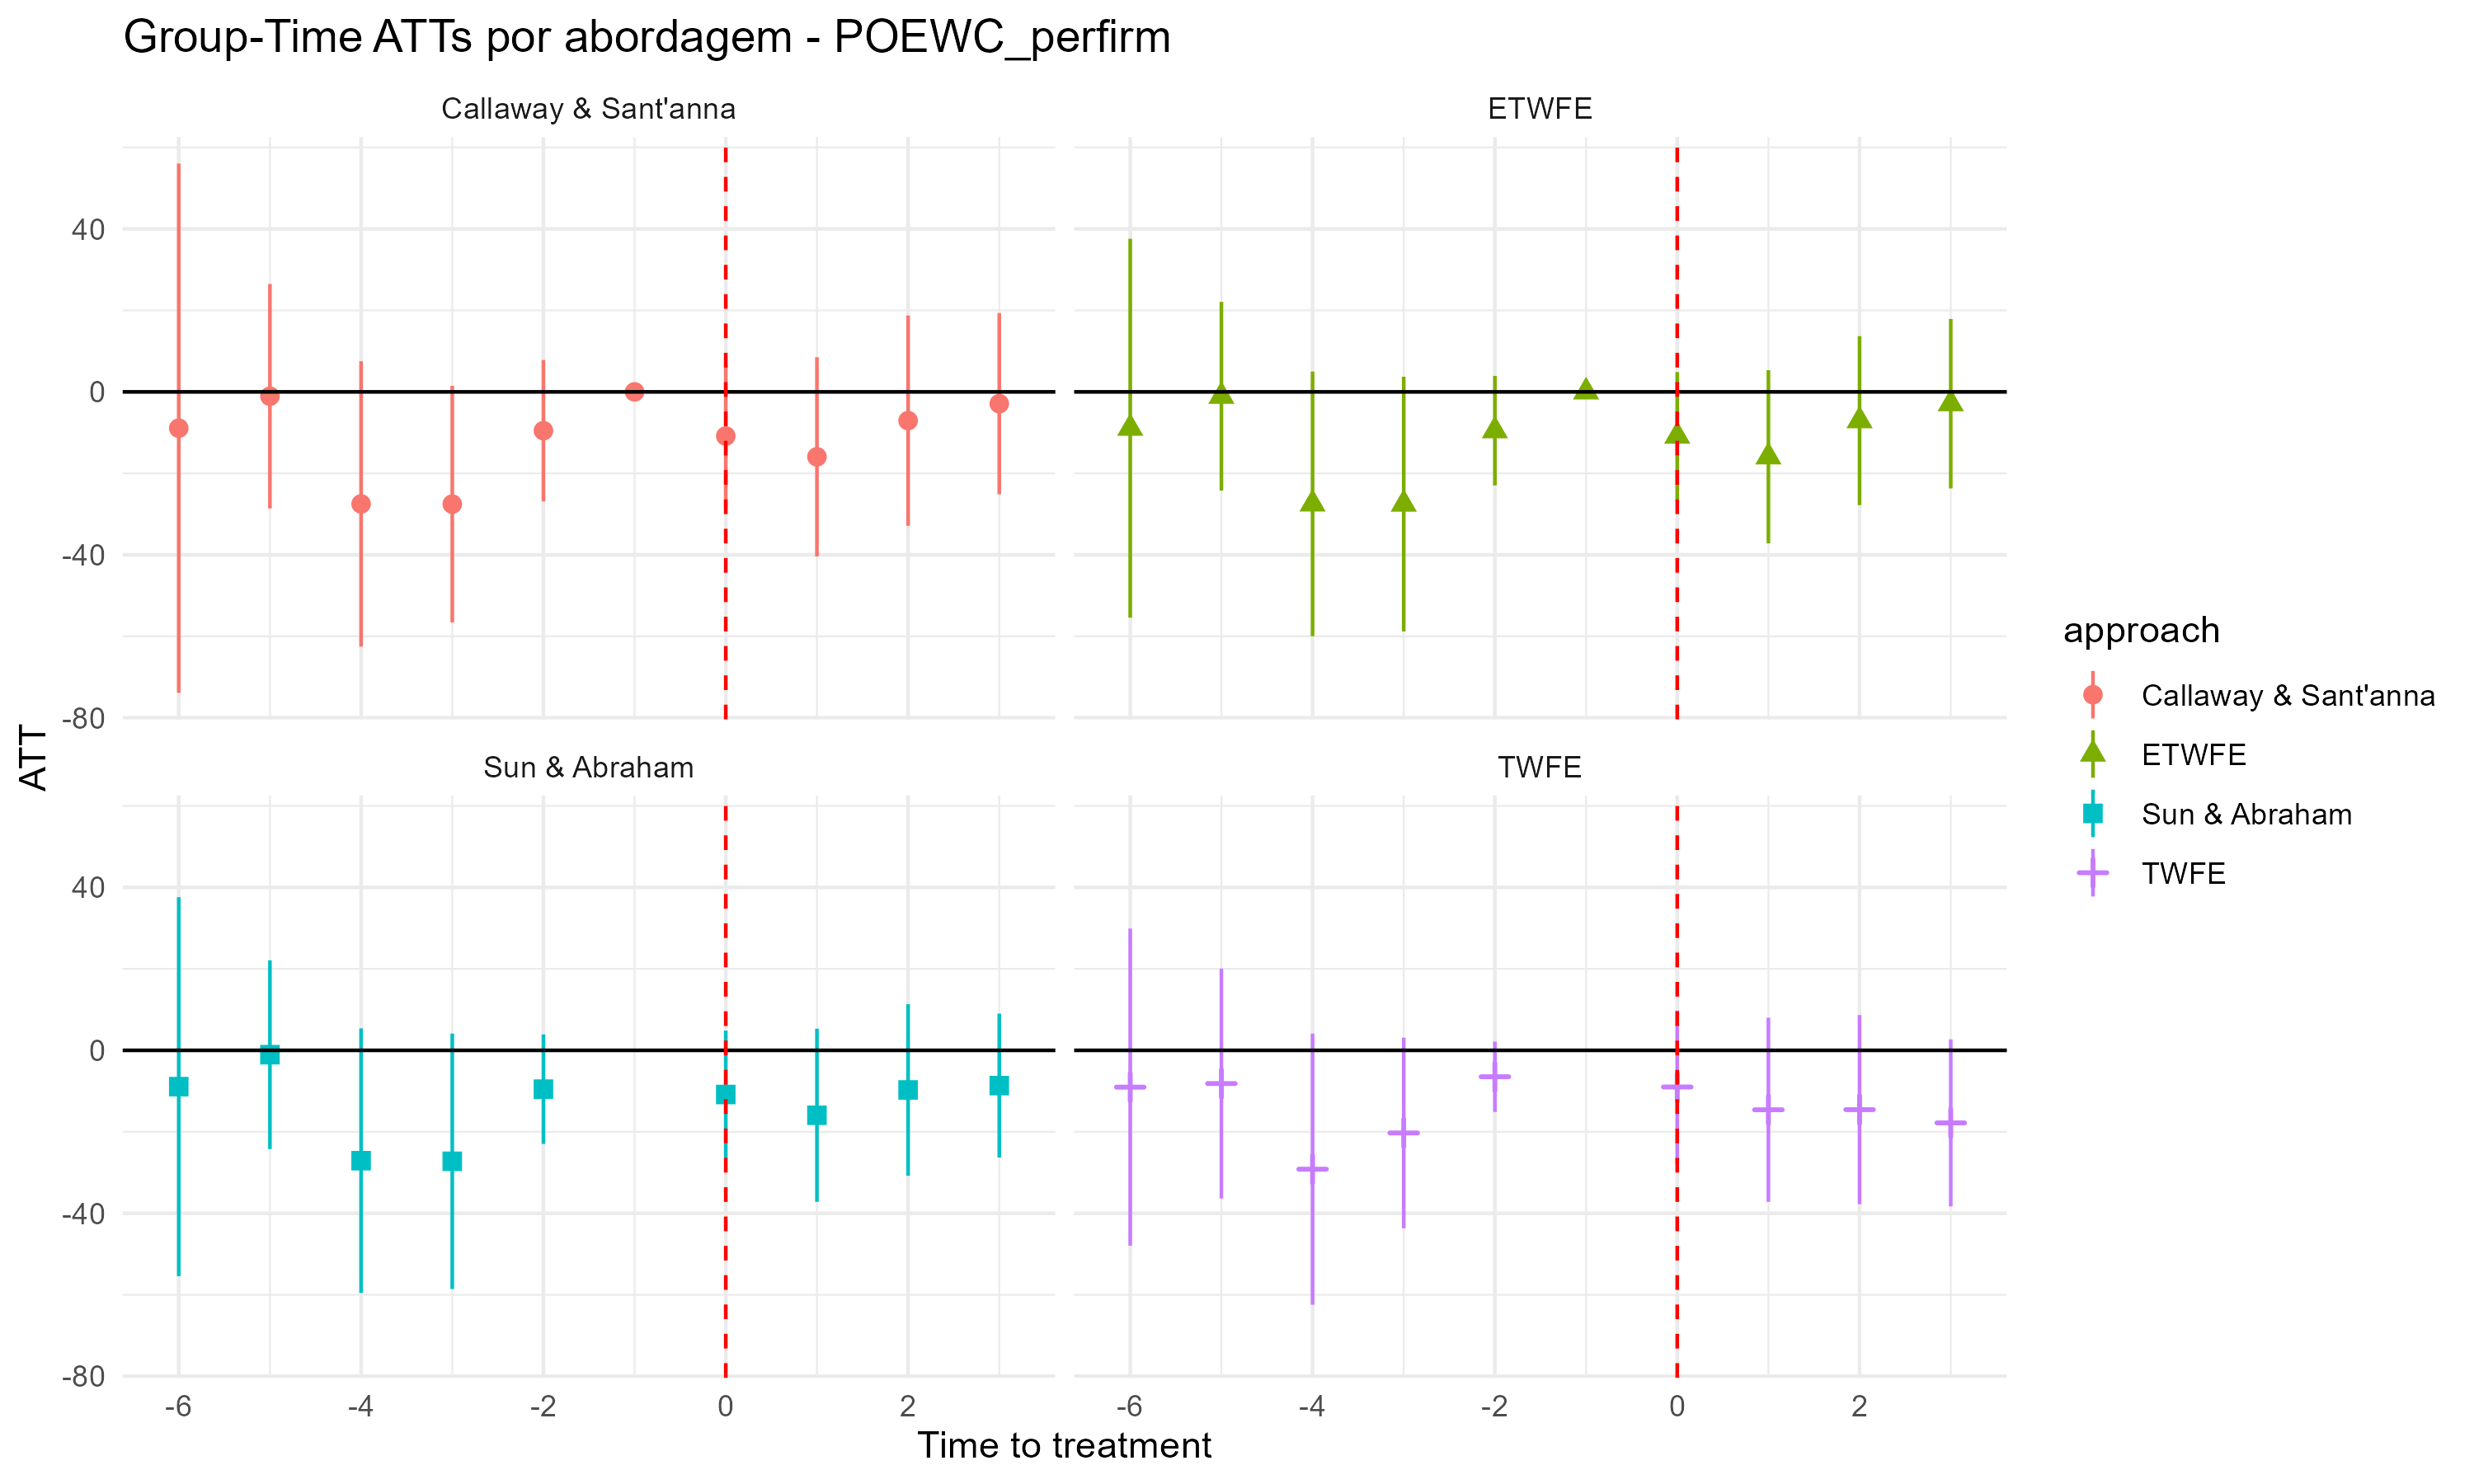 Group-Time ATTs por abordagem - POEWC_perfirm
Callaway & Sant'anna
ETWFE
40
0
-40
-80
Sun & Abraham
TWFE
40
0
-40
-80
-6
-4
-2
0
2
-6
-4
-2
0
2
Time to treatment
ATT
approach
Callaway & Sant'anna
ETWFE
Sun & Abraham
TWFE